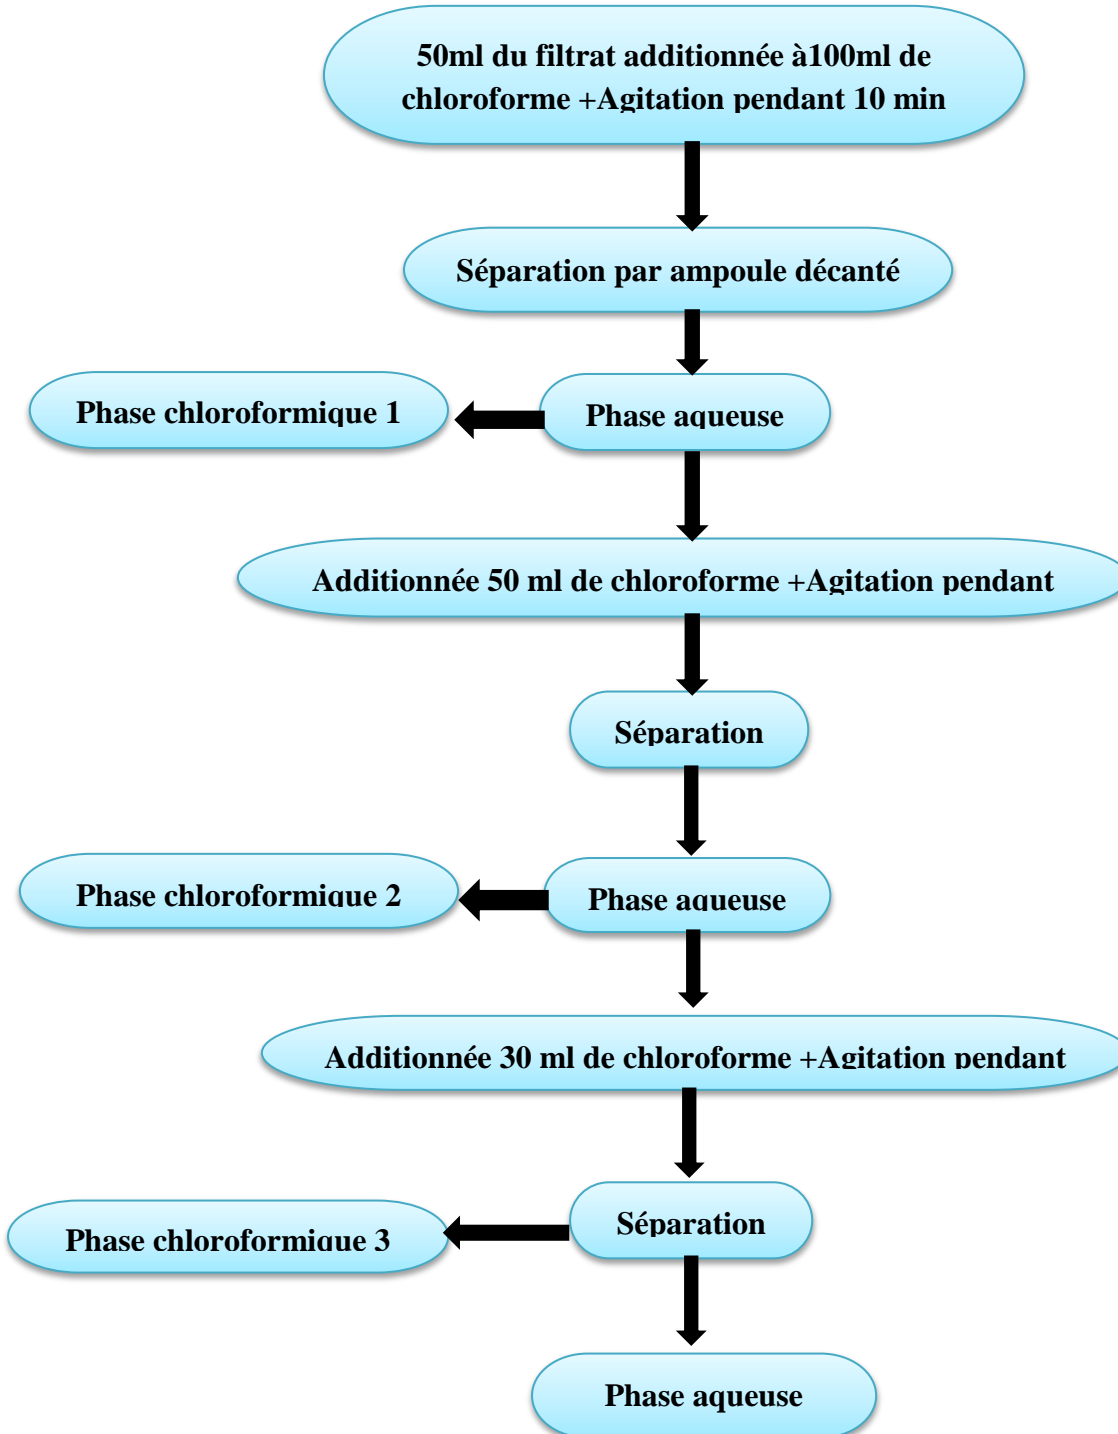 50ml du filtrat additionnée à100ml de
chloroforme +Agitation pendant 10 min
Séparation par ampoule décanté
Phase chloroformique 1
Phase aqueuse
Additionnée 50 ml de chloroforme +Agitation pendant
Séparation
Phase chloroformique 2
Phase aqueuse
Additionnée 30 ml de chloroforme +Agitation pendant
Séparation
Phase chloroformique 3
Phase aqueuse